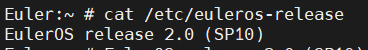 Euler:~ # cat /etc/euleros-release
EulerOS release 2.0 (SP10)